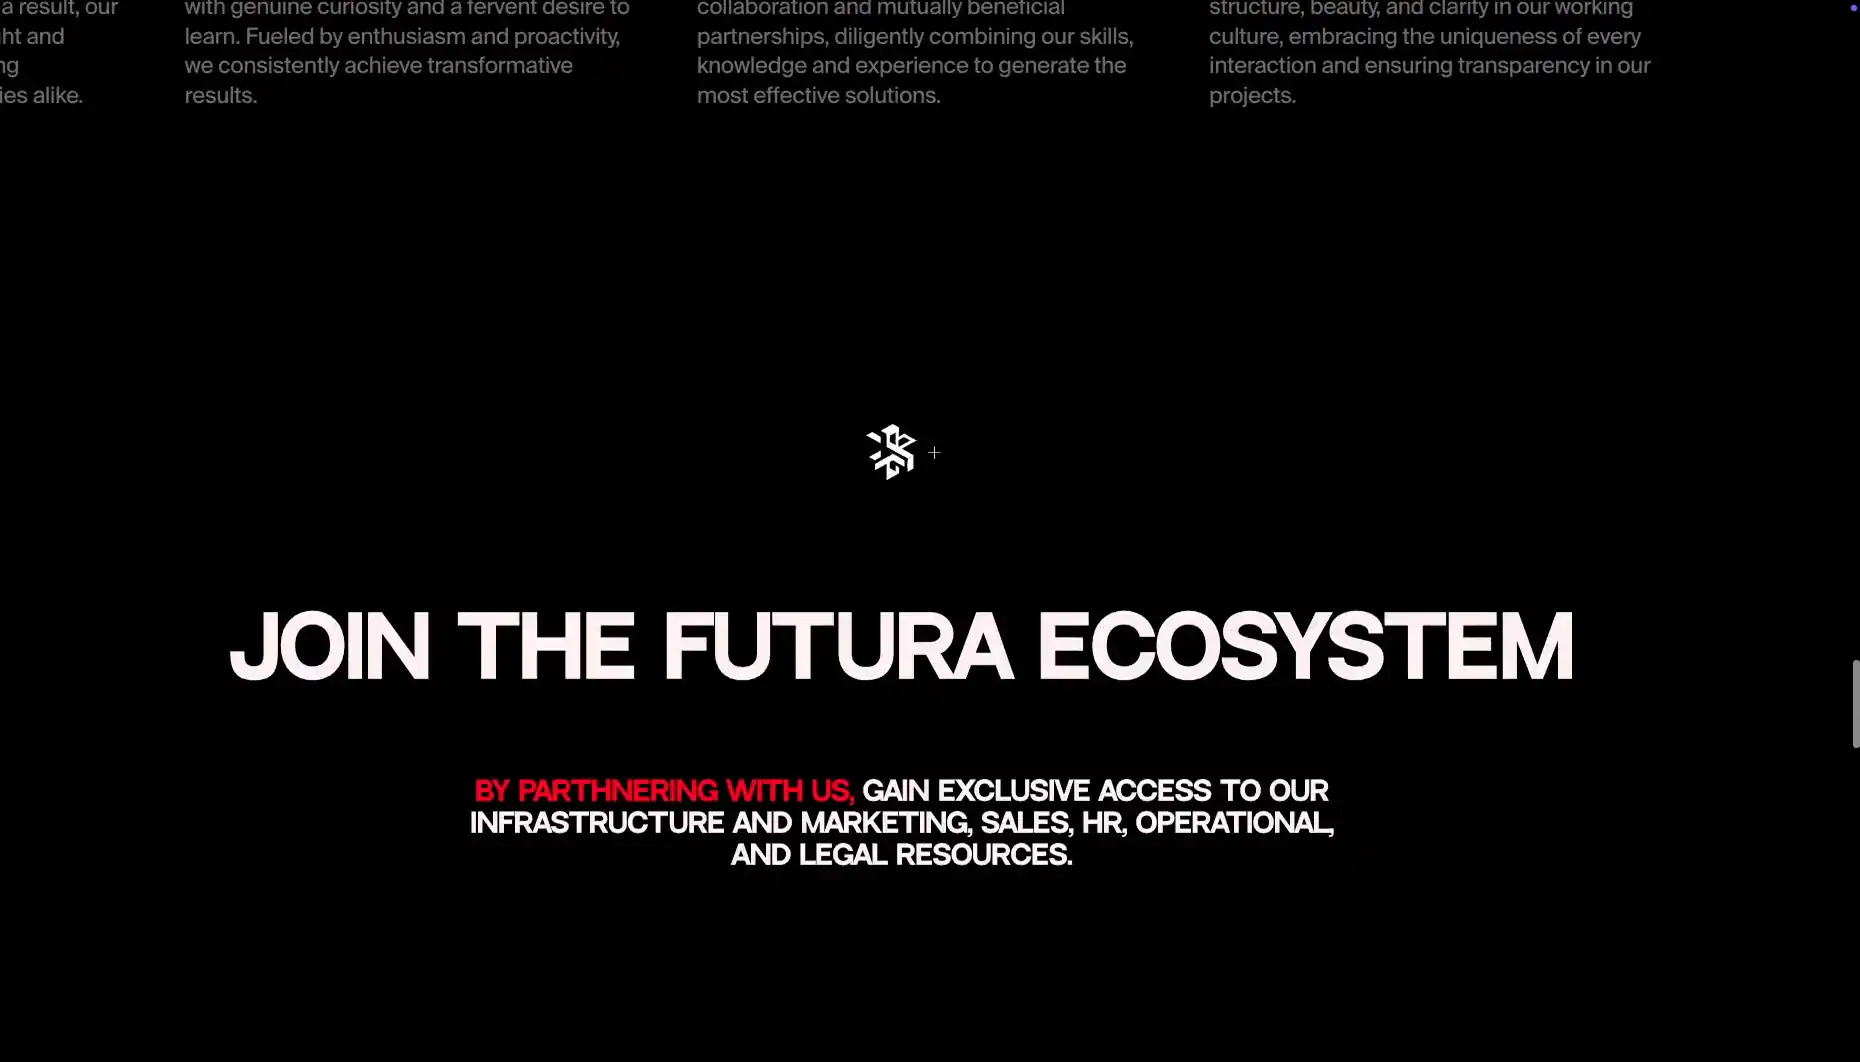 a result, our
ht and
ng
ies alike.
with genuine curiosity and a fervent desire to
learn. Fueled by enthusiasm and proactivity,
we consistently achieve transformative
results.
collaboration and mutually beneficial
partnerships, diligently combining our skills,
knowledge and experience to generate the
most effective solutions.
structure, beauty, and clarity in our working
culture, embracing the uniqueness of every
interaction and ensuring transparency in our
projects.
JOIN THE FUTURA ECOSYSTEM
BY PARTHNERING WITH US, GAIN EXCLUSIVE ACCESS TO OUR
INFRASTRUCTURE AND MARKETING, SALES, HR, OPERATIONAL,
AND LEGAL RESOURCES.